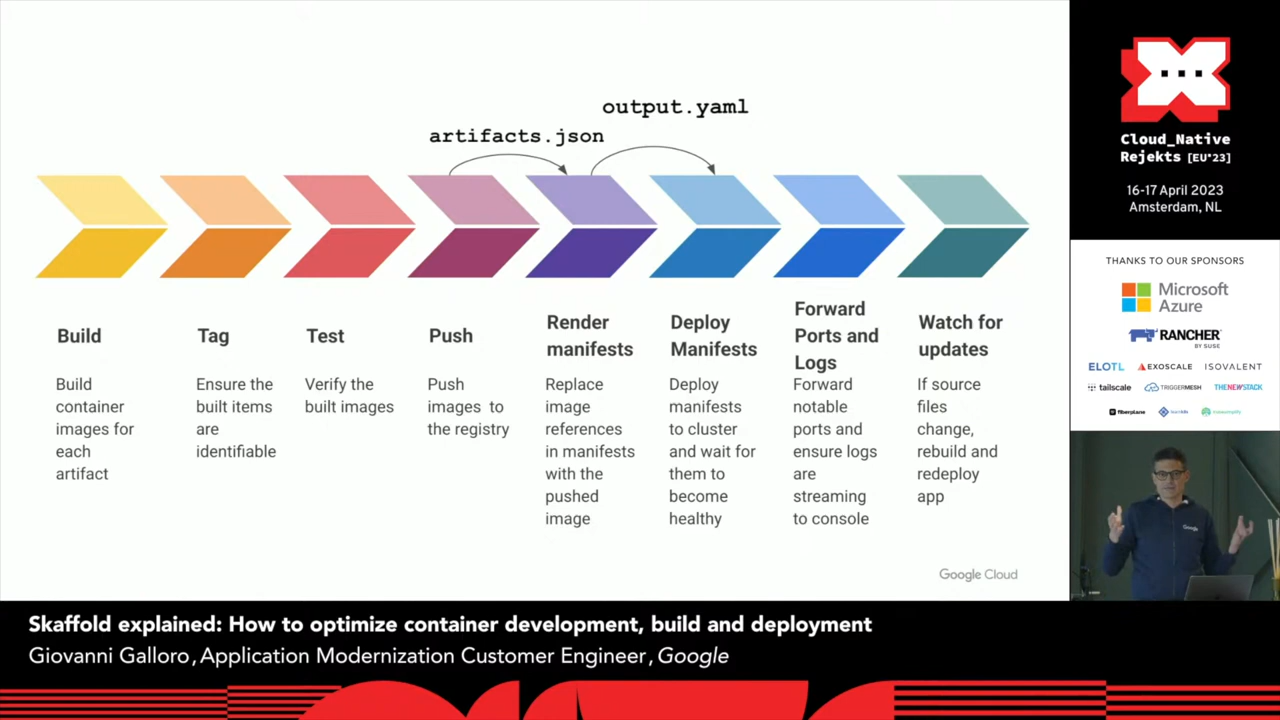 output.yaml
artifacts.json
Build
Tag
Test
Push
Render
manifests
Deploy
Manifests
Forward
Ports and
Logs
Watch for
updates
Build
container
images for
each
artifact
Ensure the
built items
are
identifiable
Verify the
built images
Push
images to
the registry
Replace
image
references
in manifests
with the
pushed
image
Deploy
manifests
to cluster
and wait for
them to
become
healthy
Forward
notable
ports and
ensure logs
are
streaming
to console
If source
files
change,
rebuild and
redeploy
app
Google Cloud
Cloud_Native
Rejekts [EU'23]
16-17 April 2023
Amsterdam, NL
THANKS TO OUR SPONSORS
Microsoft
Azure
RANCHER
BY SUSE
ELOTL
EXOSCALE
ISOVALENT
tailscale
TRIGGERMESH
THENEWSTACK
fiberplane
Google
Skaffold explained: How to optimize container development, build and deployment
Giovanni Galloro, Application Modernization Customer Engineer, Google